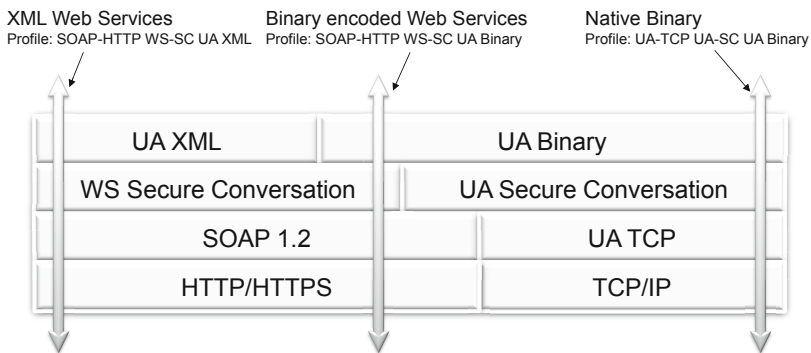 XML Web Services
Profile: SOAP-HTTP WS-SC UA XML
Binary encoded Web Services
Profile: SOAP-HTTP WS-SC UA Binary
Native Binary
Profile: UA-TCP UA-SC UA Binary
UA XML
UA Binary
WS Secure Conversation
UA Secure Conversation
SOAP 1.2
UA TCP
HTTP/HTTPS
TCP/IP